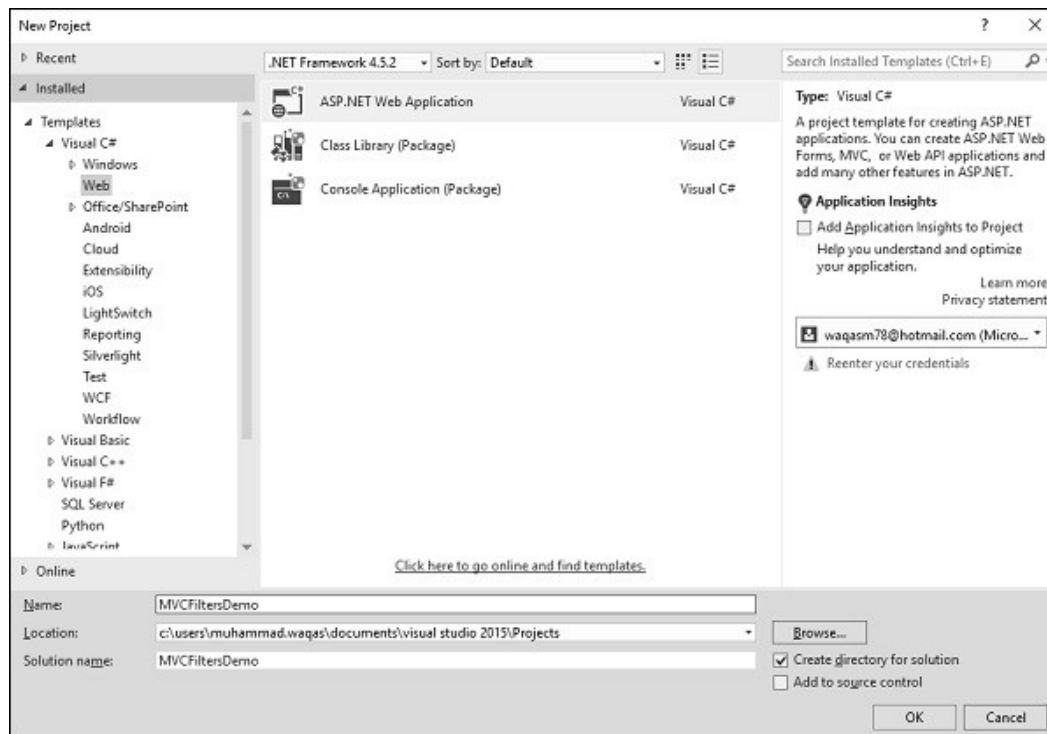 New Project
?
Recent
.NET Framework 4.5.2
Sort by: Default
Search Installed Templates (Ctrl+E)
Installed
Templates
Visual C#
Windows
Web
Office/SharePoint
Android
Cloud
Extensibility
iOS
LightSwitch
Reporting
Silverlight
Test
WCF
Workflow
Visual Basic
Visual C++
Visual F#
SQL Server
Python
JavaScript
Online
ASP.NET Web Application Visual C#
Class Library (Package) Visual C#
Console Application (Package) Visual C#
Click here to go online and find templates.
Type: Visual C#
A project template for creating ASP.NET
applications. You can create ASP.NET Web
Forms, MVC, or Web API applications and
add many other features in ASP.NET.
Application Insights
Add Application Insights to Project
Help you understand and optimize
your application.
Learn more
Privacy statement
waqasm78@hotmail.com (Micro...
Reenter your credentials
Name: MVCFiltersDemo
Location: c:\users\muhammad.waqas\documents\visual studio 2015\Projects
Browse...
Solution name: MVCFiltersDemo
Create directory for solution
Add to source control
OK
Cancel